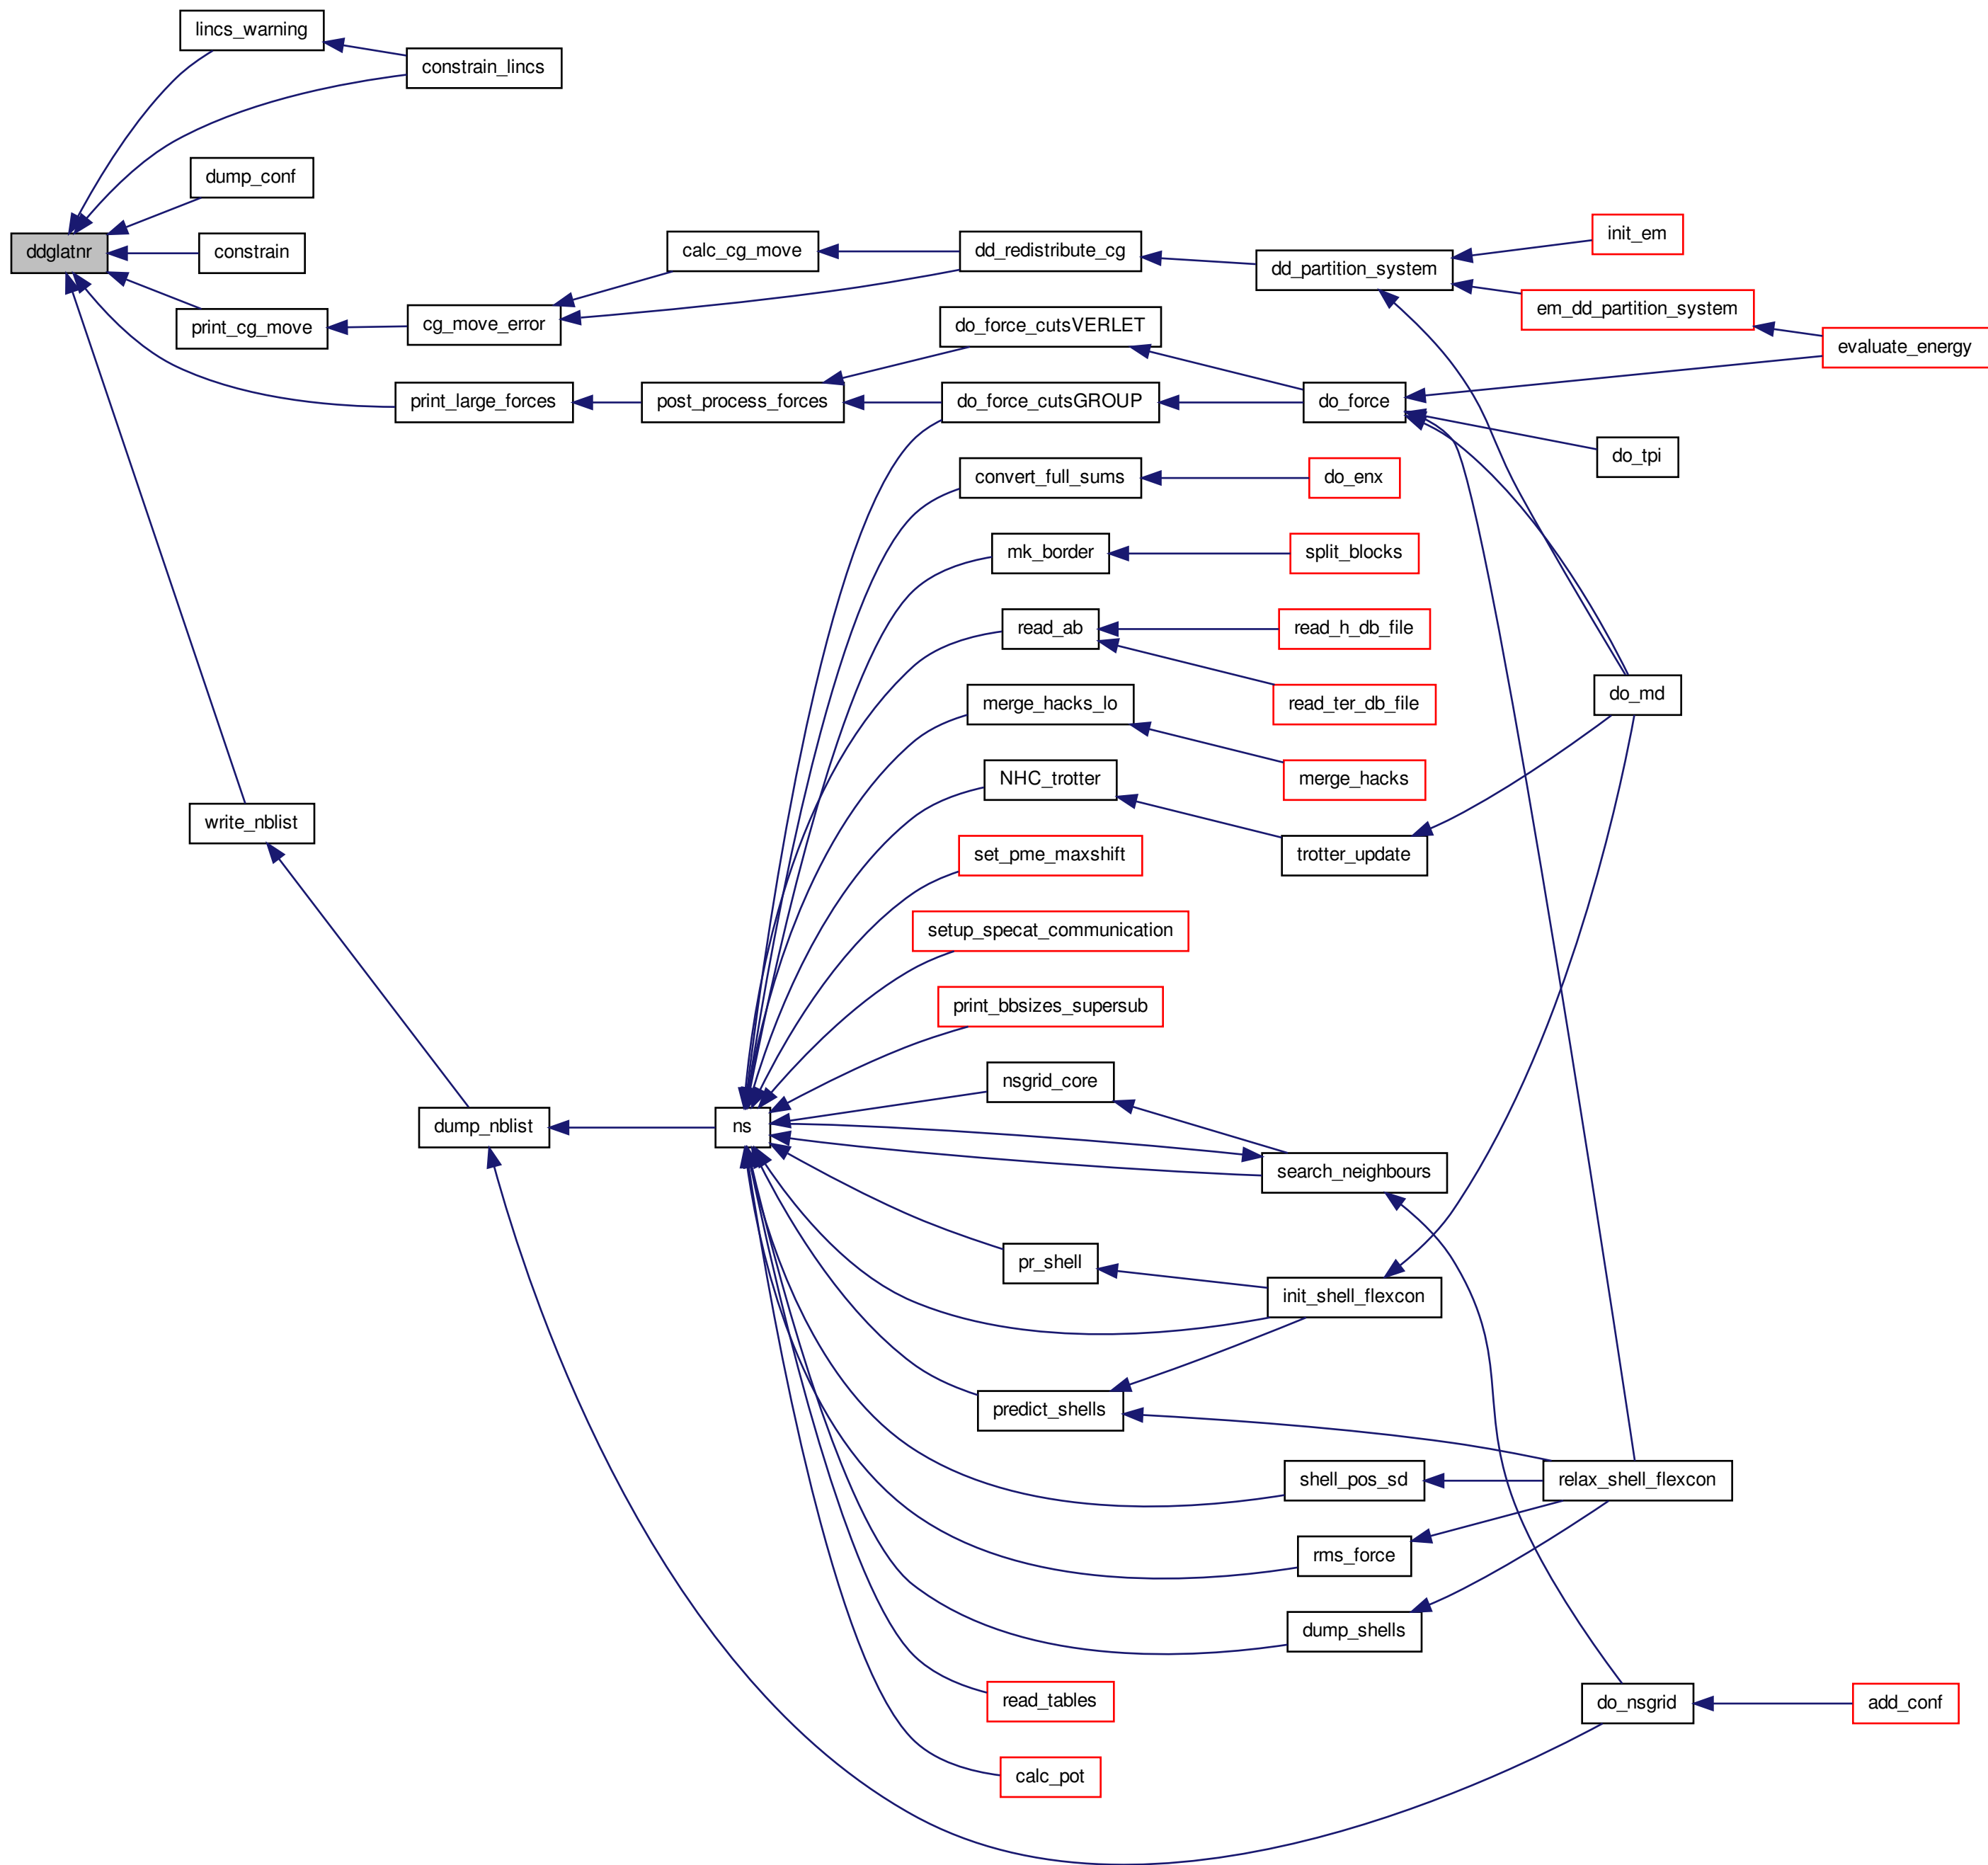 lincs_warning
constrain_lincs
dump_conf
ddglatnr
constrain
print_cg_move
cg_move_error
calc_cg_move
dd_redistribute_cg
dd_partition_system
init_em
em_dd_partition_system
evaluate_energy
do_force_cutsVERLET
print_large_forces
post_process_forces
do_force_cutsGROUP
do_force
do_tpi
convert_full_sums
do_enx
mk_border
split_blocks
read_ab
read_h_db_file
read_ter_db_file
merge_hacks_lo
do_md
merge_hacks
NHC_trotter
write_nblist
trotter_update
set_pme_maxshift
setup_specat_communication
print_bbsizes_supersub
nsgrid_core
dump_nblist
ns
search_neighbours
pr_shell
init_shell_flexcon
predict_shells
shell_pos_sd
relax_shell_flexcon
rms_force
dump_shells
read_tables
do_nsgrid
add_conf
calc_pot